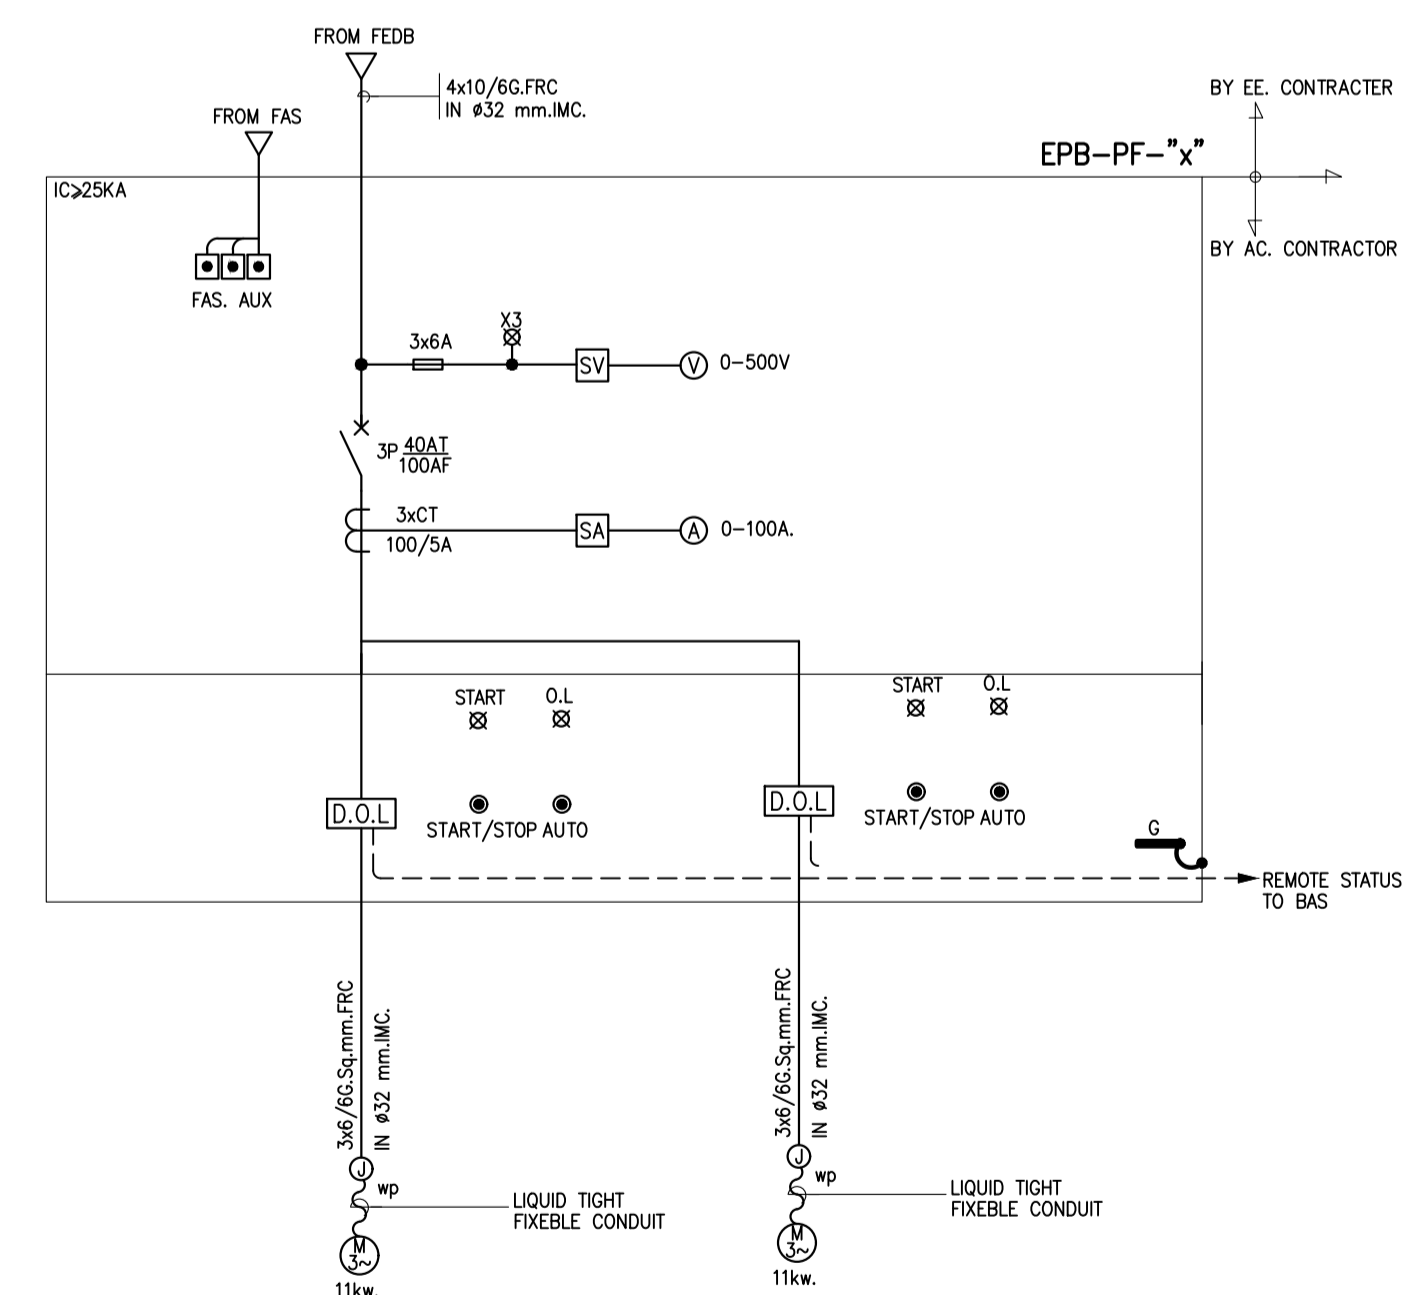 FROM FEDB
4x10/6G.FRC
IN ø32 mm.IMC.
FROM FAS
BY EE. CONTRACTER
EPB-PF-"x"
IC⩾25KA
BY AC. CONTRACTOR
FAS. AUX
X3
3x6A
SV
V
0-500V
3P 40AT
100AF
3xCT
100/5A
SA
A
0-100A.
START
O.L
START
O.L
D.O.L
START/STOP AUTO
D.O.L
START/STOP AUTO
G
REMOTE STATUS
TO BAS
3x6/6G.Sq.mm.FRC
IN ø32 mm.IMC.
3x6/6G.Sq.mm.FRC
IN ø32 mm.IMC.
J
wp
LIQUID TIGHT
FIXEBLE CONDUIT
M
3~
11kw.
J
wp
LIQUID TIGHT
FIXEBLE CONDUIT
M
3~
11kw.